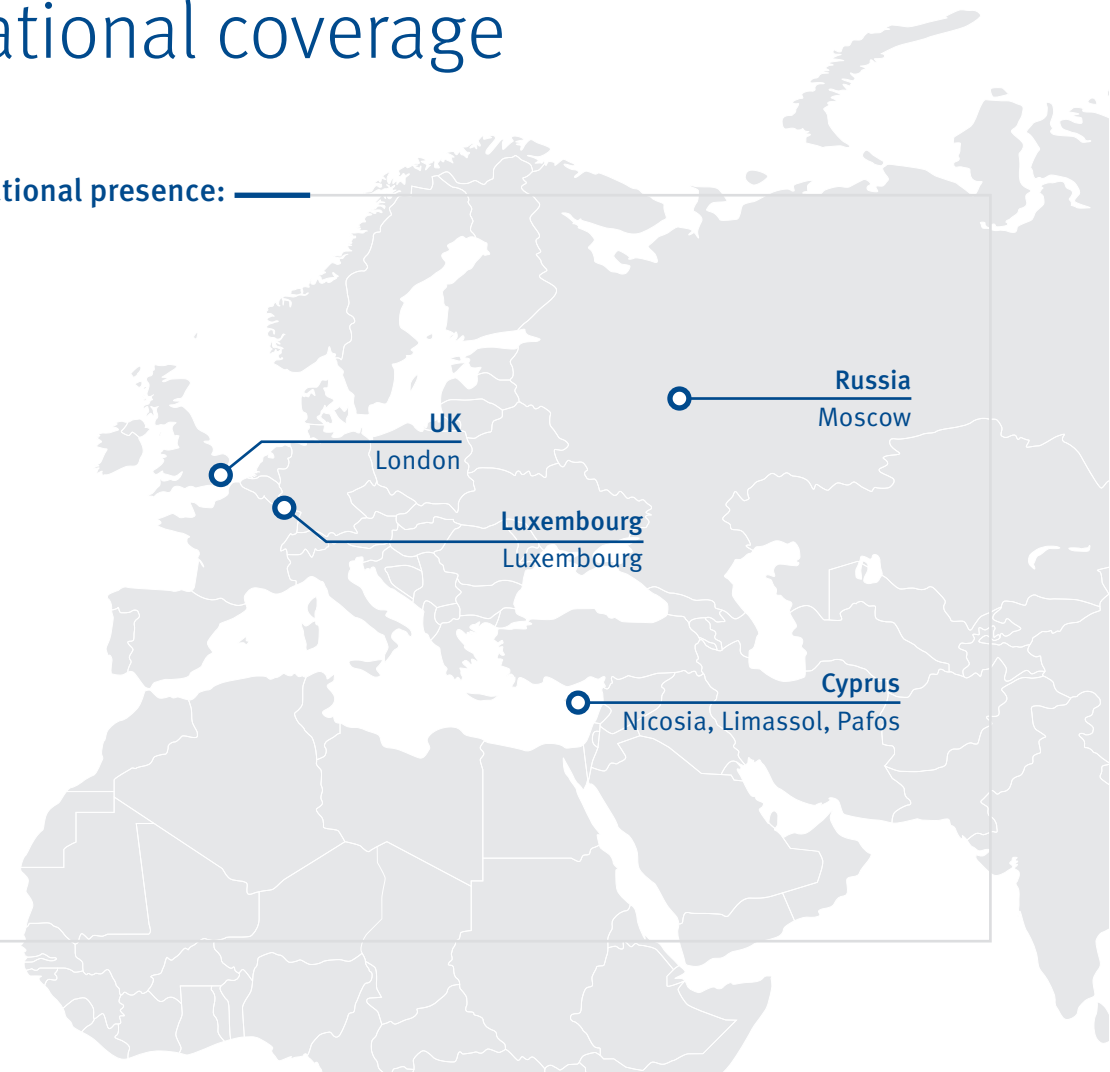 ational coverage
tional presence:
Russia
Moscow
UK
London
Luxembourg
Luxembourg
Cyprus
Nicosia, Limassol, Pafos